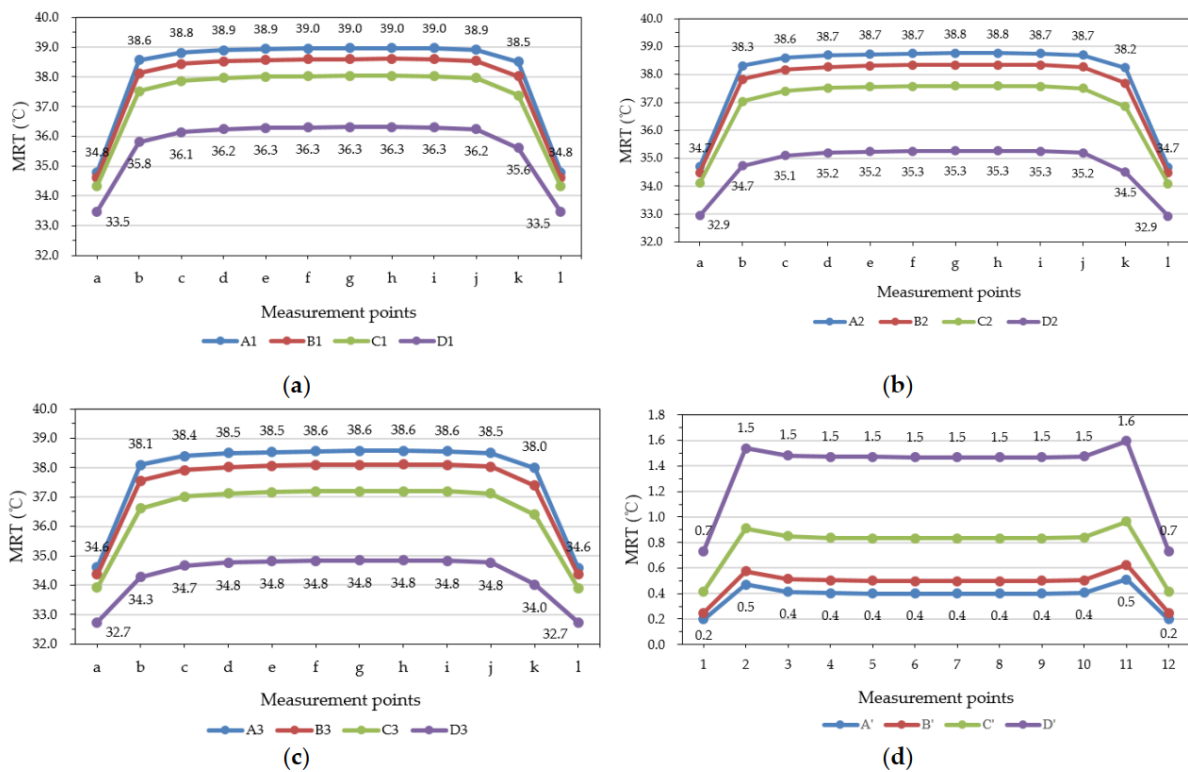 40.0
39.0
38.0
37.0
36.0
35.0
34.0
33.0
32.0
MRT (℃)
38.6 38.8 38.9 38.9 39.0 39.0 39.0 39.0 38.9 38.5
34.8 34.8
35.8 36.1 36.2 36.3 36.3 36.3 36.3 36.3 36.2 35.6
33.5 33.5
a b c d e f g h i j k l
Measurement points
A1 B1 C1 D1
(a)
40.0
39.0
38.0
37.0
36.0
35.0
34.0
33.0
32.0
MRT (℃)
38.3 38.6 38.7 38.7 38.7 38.8 38.8 38.7 38.7 38.2
34.7 34.7
34.7 35.1 35.2 35.2 35.3 35.3 35.3 35.3 35.2 34.5
32.9 32.9
a b c d e f g h i j k l
Measurement points
A2 B2 C2 D2
(b)
40.0
39.0
38.0
37.0
36.0
35.0
34.0
33.0
32.0
MRT (℃)
38.1 38.4 38.5 38.5 38.6 38.6 38.6 38.6 38.5 38.0
34.6 34.6
34.3 34.7 34.8 34.8 34.8 34.8 34.8 34.8 34.8 34.0
32.7 32.7
a b c d e f g h i j k l
Measurement points
A3 B3 C3 D3
(c)
1.8
1.6
1.4
1.2
1.0
0.8
0.6
0.4
0.2
0.0
MRT (℃)
1.5 1.5 1.5 1.5 1.5 1.5 1.5 1.5 1.5 1.6
0.7 0.7
0.5 0.4 0.4 0.4 0.4 0.4 0.4 0.4 0.4 0.5
0.2 0.2
1 2 3 4 5 6 7 8 9 10 11 12
Measurement points
A' B' C' D'
(d)